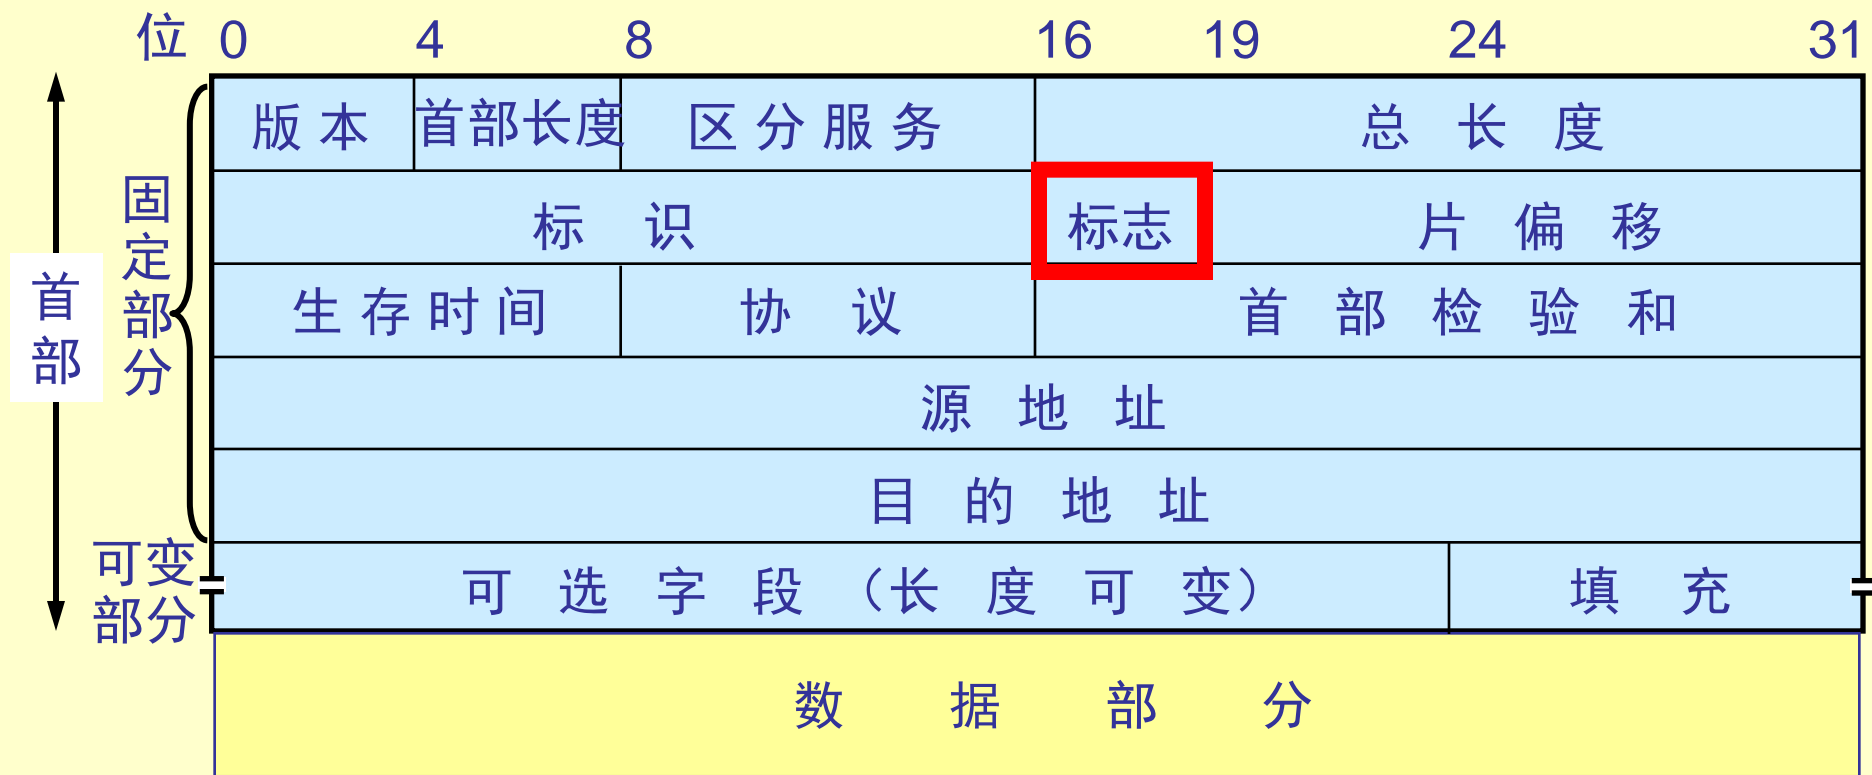 位 0 4 8 16 19 24 31
版 本 首部长度 区 分 服 务 总 长 度
标 识 标志 片 偏 移
生 存 时 间 协 议 首 部 检 验 和
源 地 址
目 的 地 址
可 选 字 段 （长 度 可 变） 填 充
数 据 部 分
首部
固定部分
可变
部分